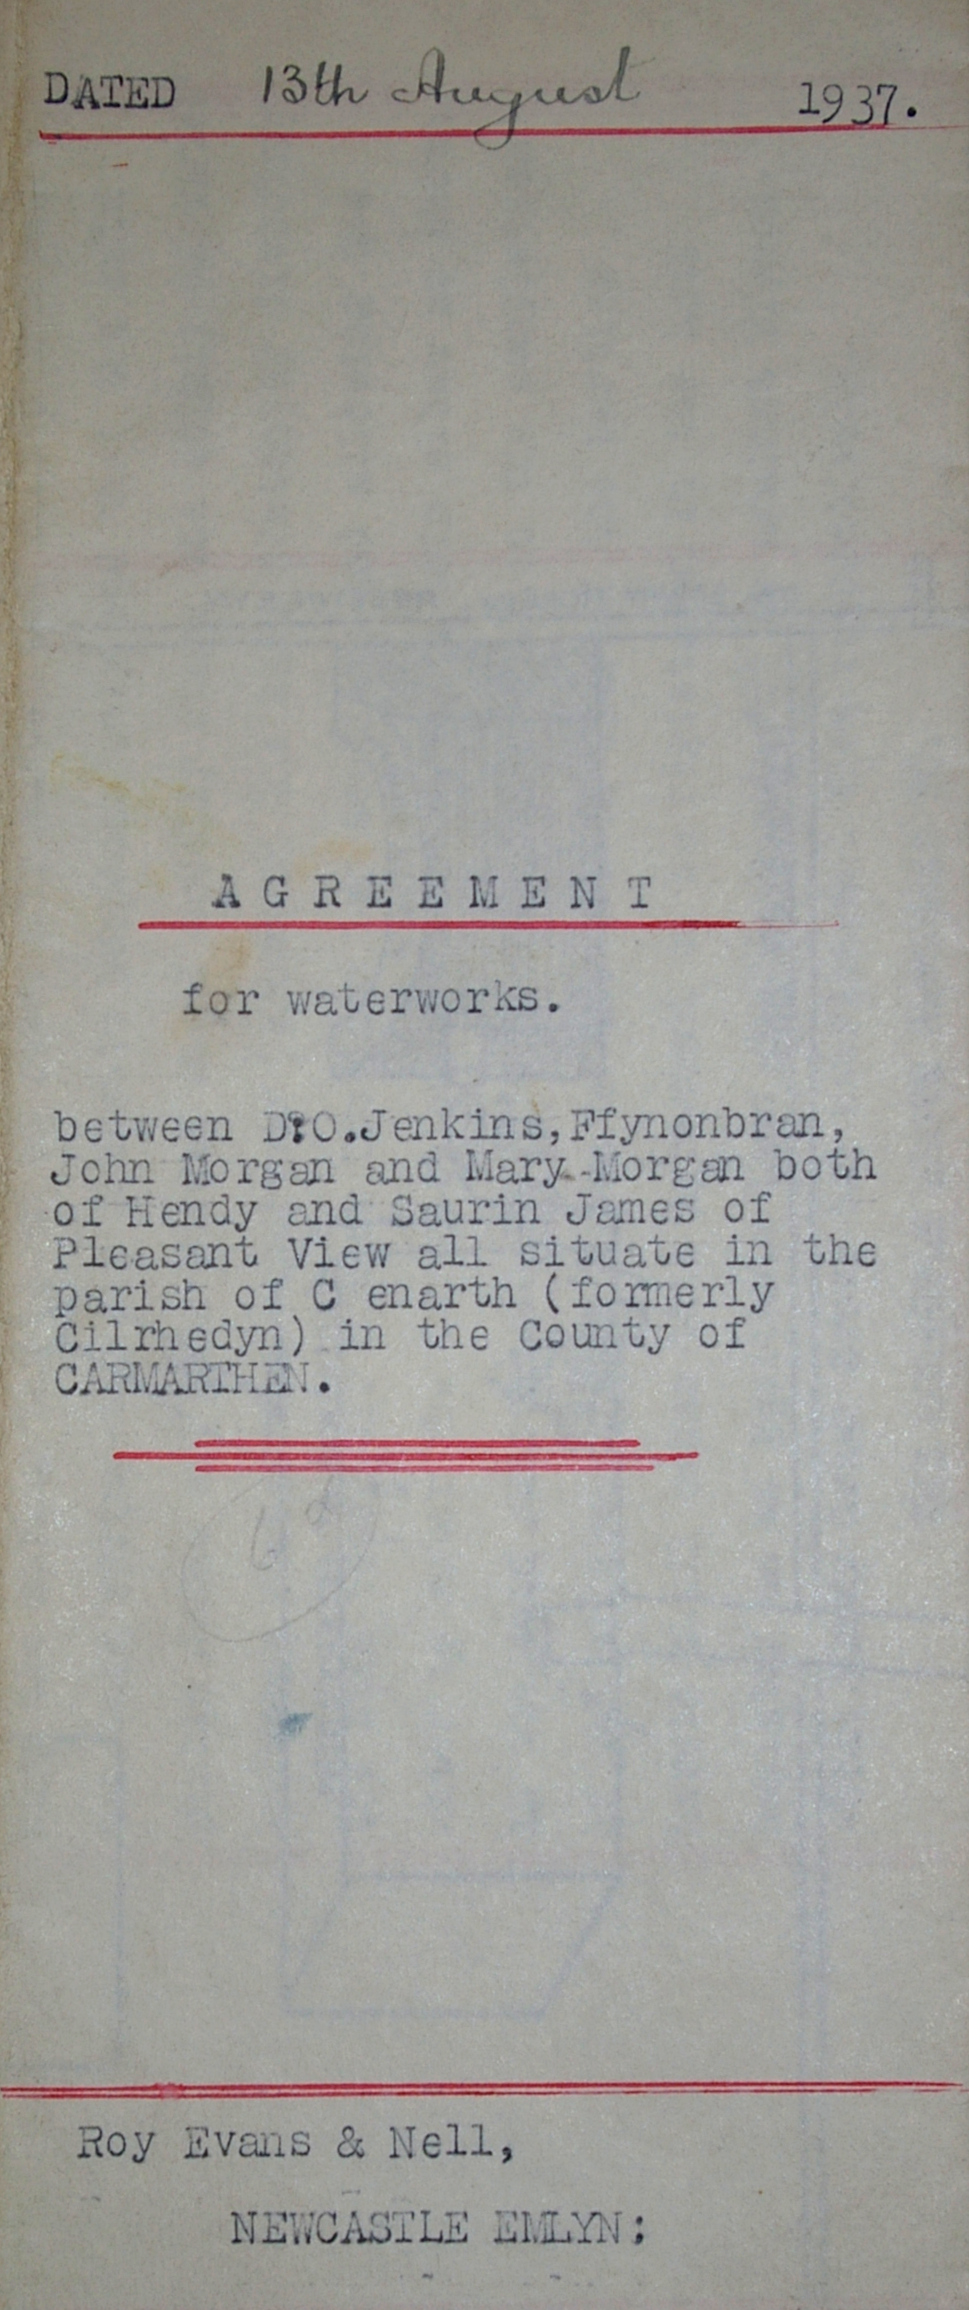 DATED 13th August 1937.
AGREEMENT
for waterworks.
between D.O.Jenkins,Ffynonbran,
John Morgan and Mary Morgan both
of Hendy and Saurin James of
Pleasant View all situate in the
parish of C enarth (formerly
Cilrhedyn) in the County of
CARMARTHEN.
Roy Evans & Nell,
NEWCASTLE EMLYN: